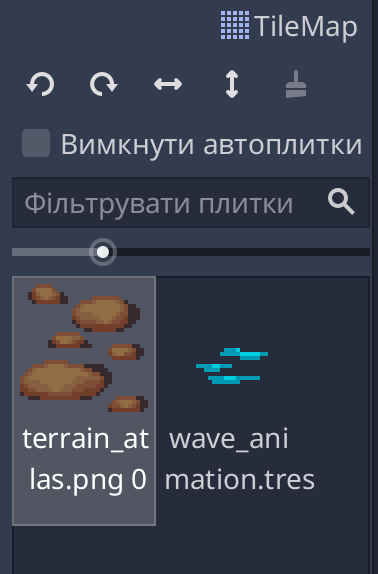 TileMap
Вимкнути автоплитки
Фільтрувати плитки
terrain_at
las.png 0
wave_ani
mation.tres